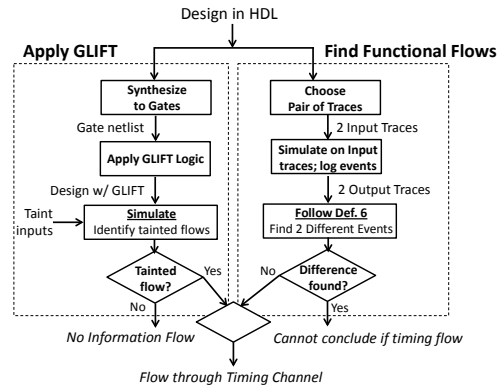 Design in HDL
Apply GLIFT
Find Functional Flows
Synthesize
to Gates
Gate netlist
Apply GLIFT Logic
Design w/ GLIFT
Taint
inputs
Simulate
Identify tainted flows
Tainted
flow?
Yes
No
No Information Flow
Choose
Pair of Traces
2 Input Traces
Simulate on Input
traces; log events
2 Output Traces
Follow Def. 6
Find 2 Different Events
Difference
found?
No
Yes
Cannot conclude if timing flow
Flow through Timing Channel